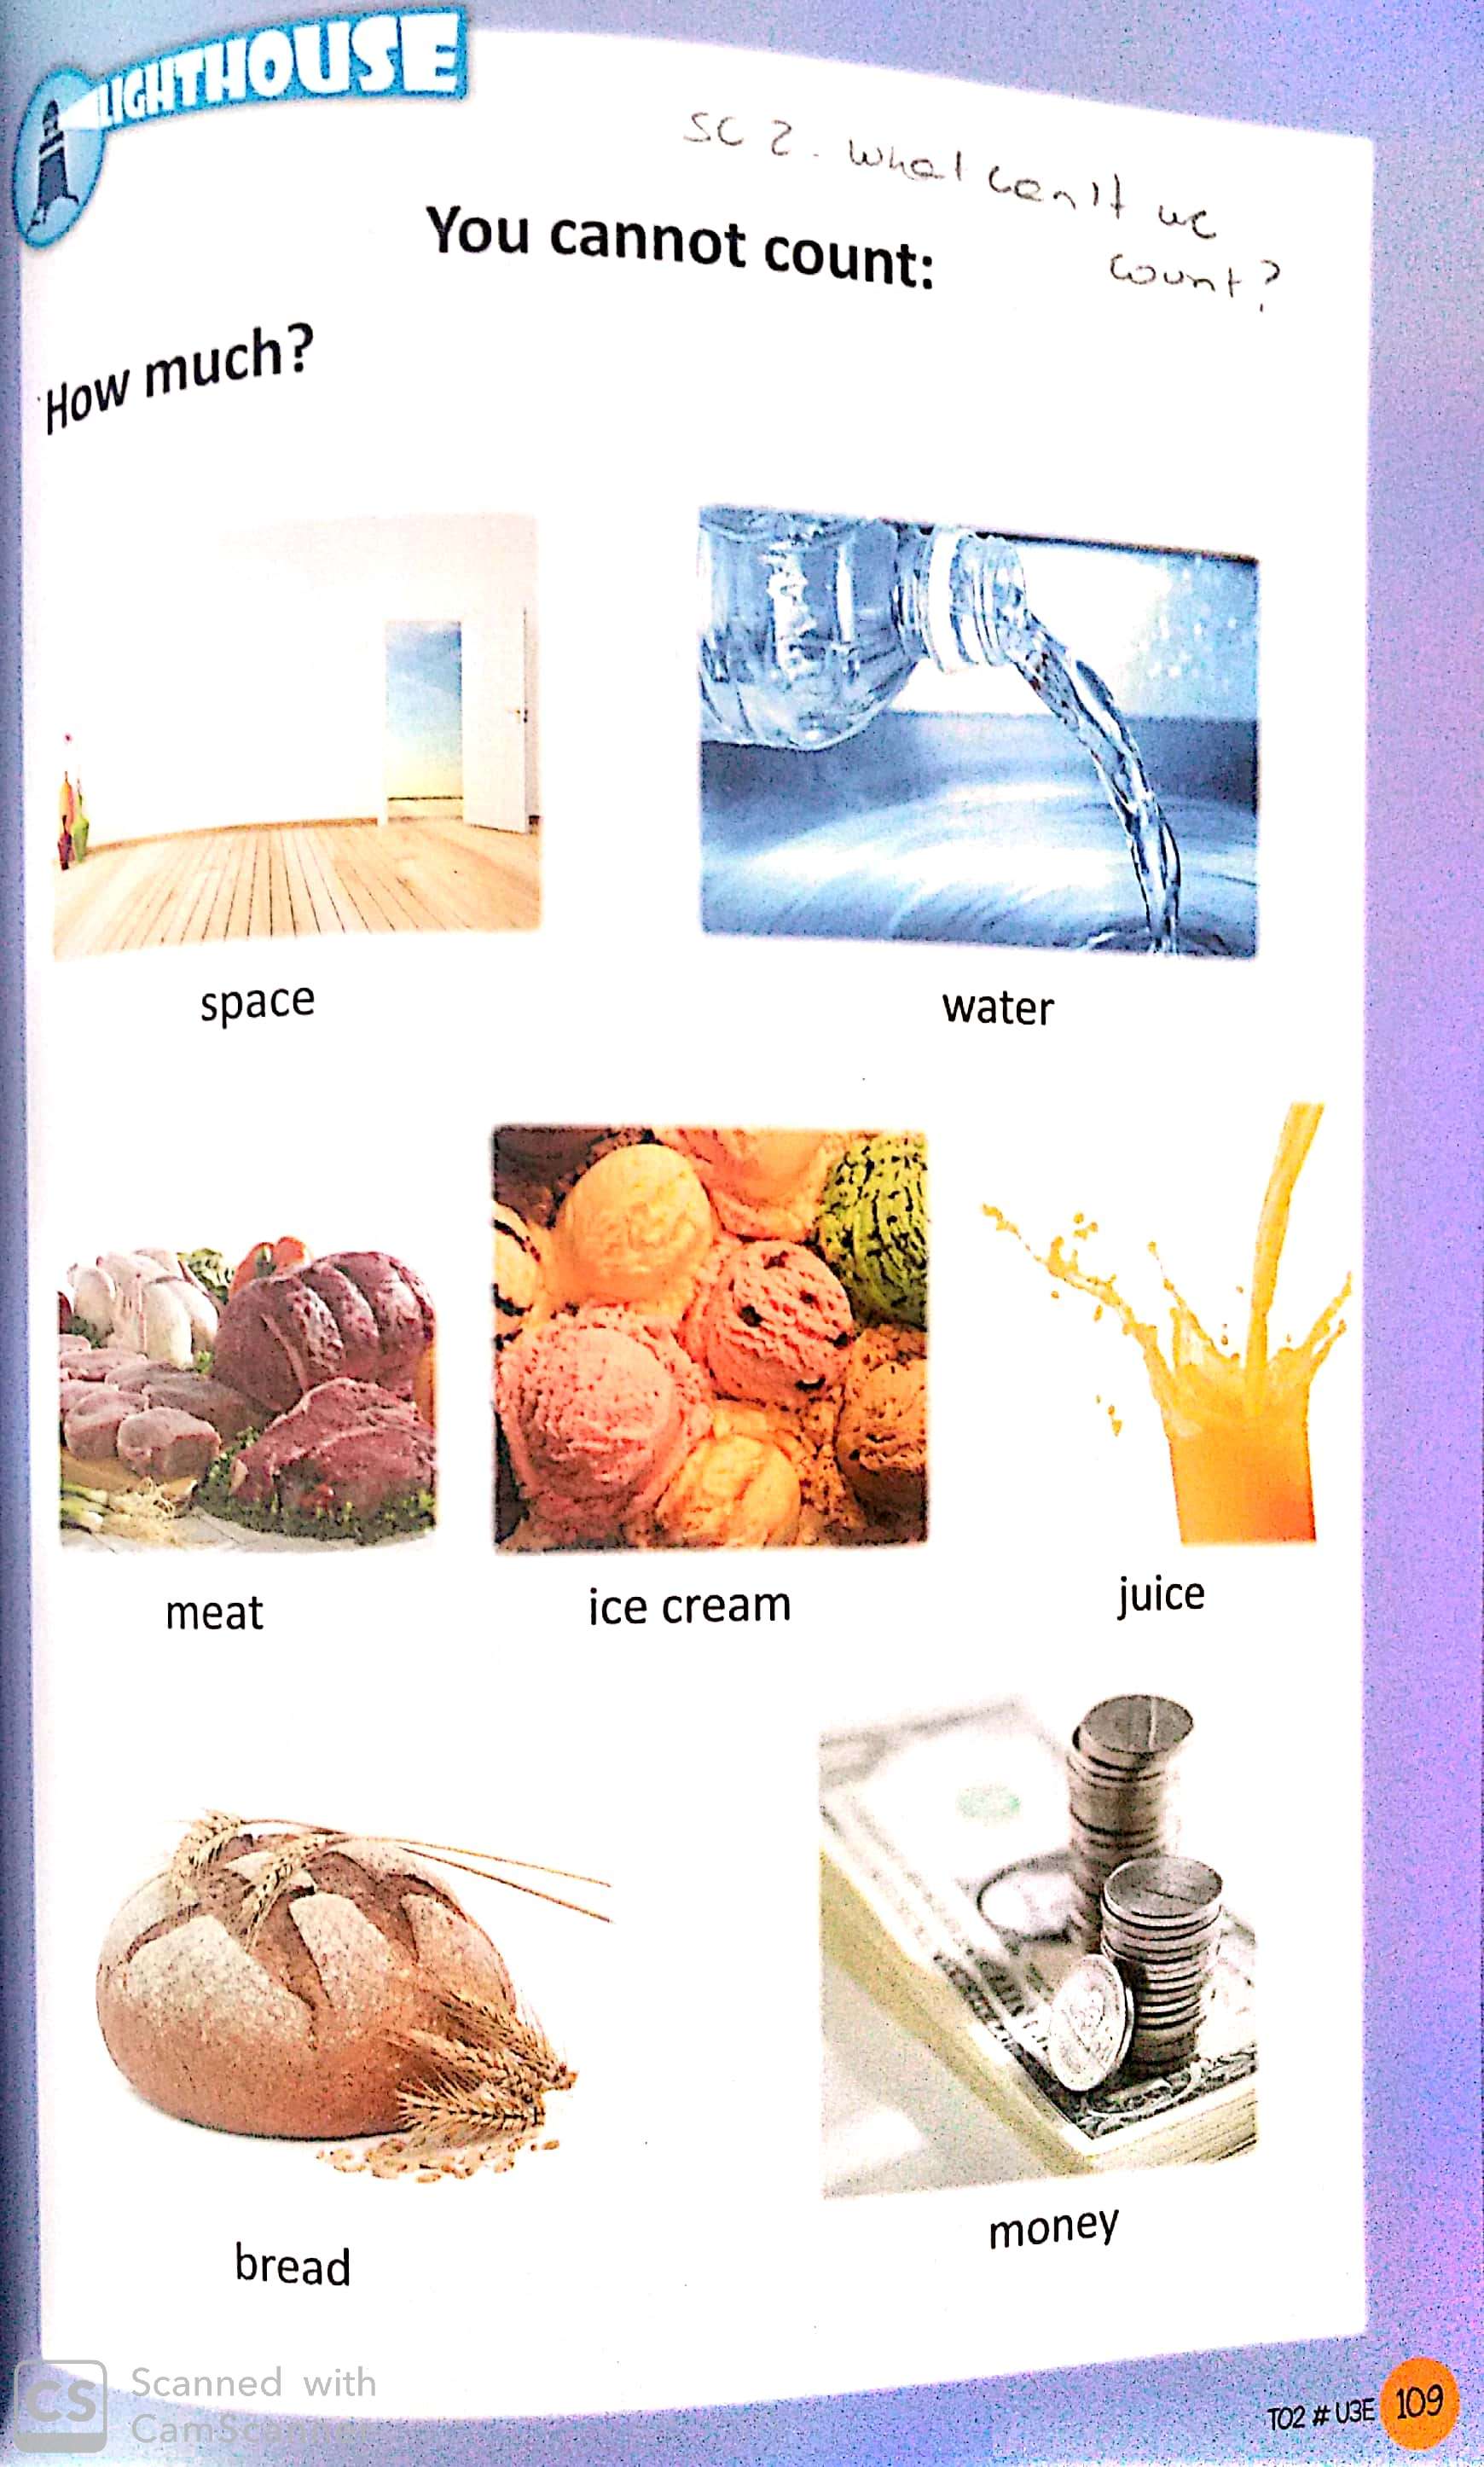 LIGHTHOUSE
SC 2. What can't we
count?
You cannot count:
How much?
space
water
meat
ice cream
juice
bread
money
CS
Scanned with
CamScanner
TO2 # U3E 109